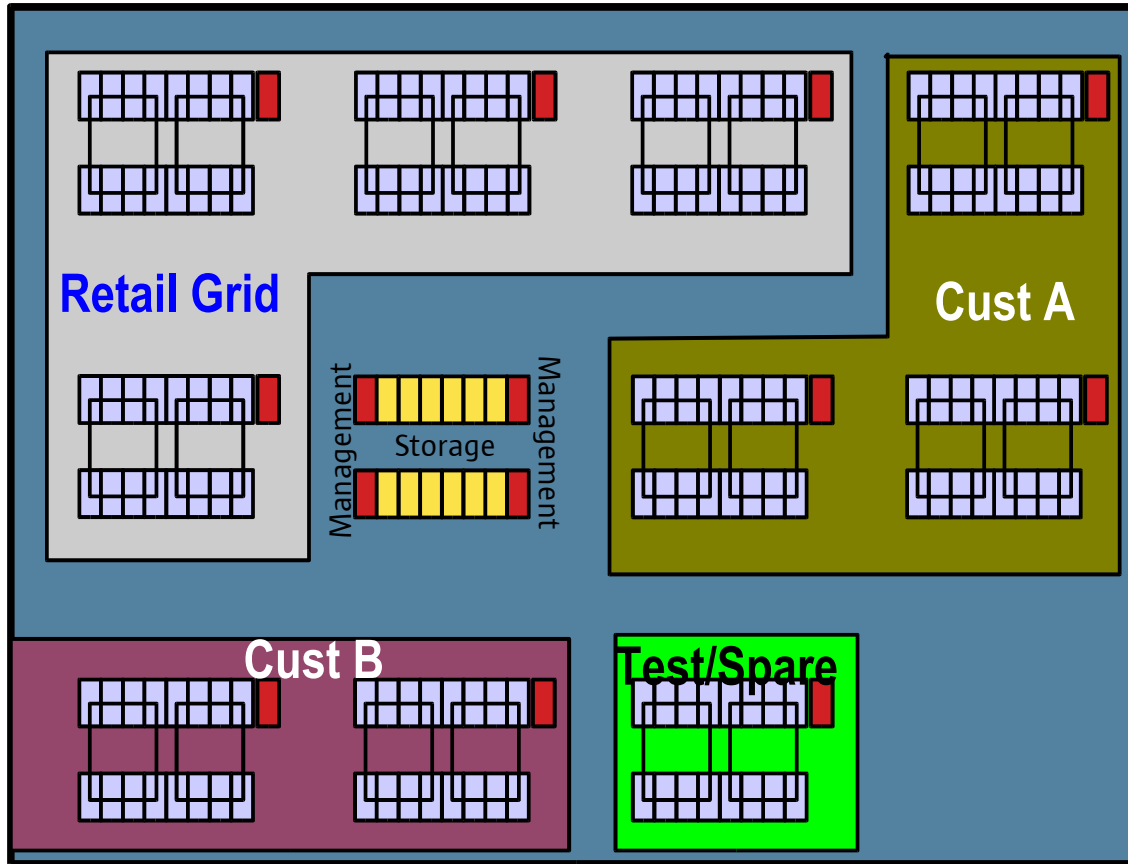 Retail Grid
Cust A
Management
Storage
Management
Cust B
Test/Spare